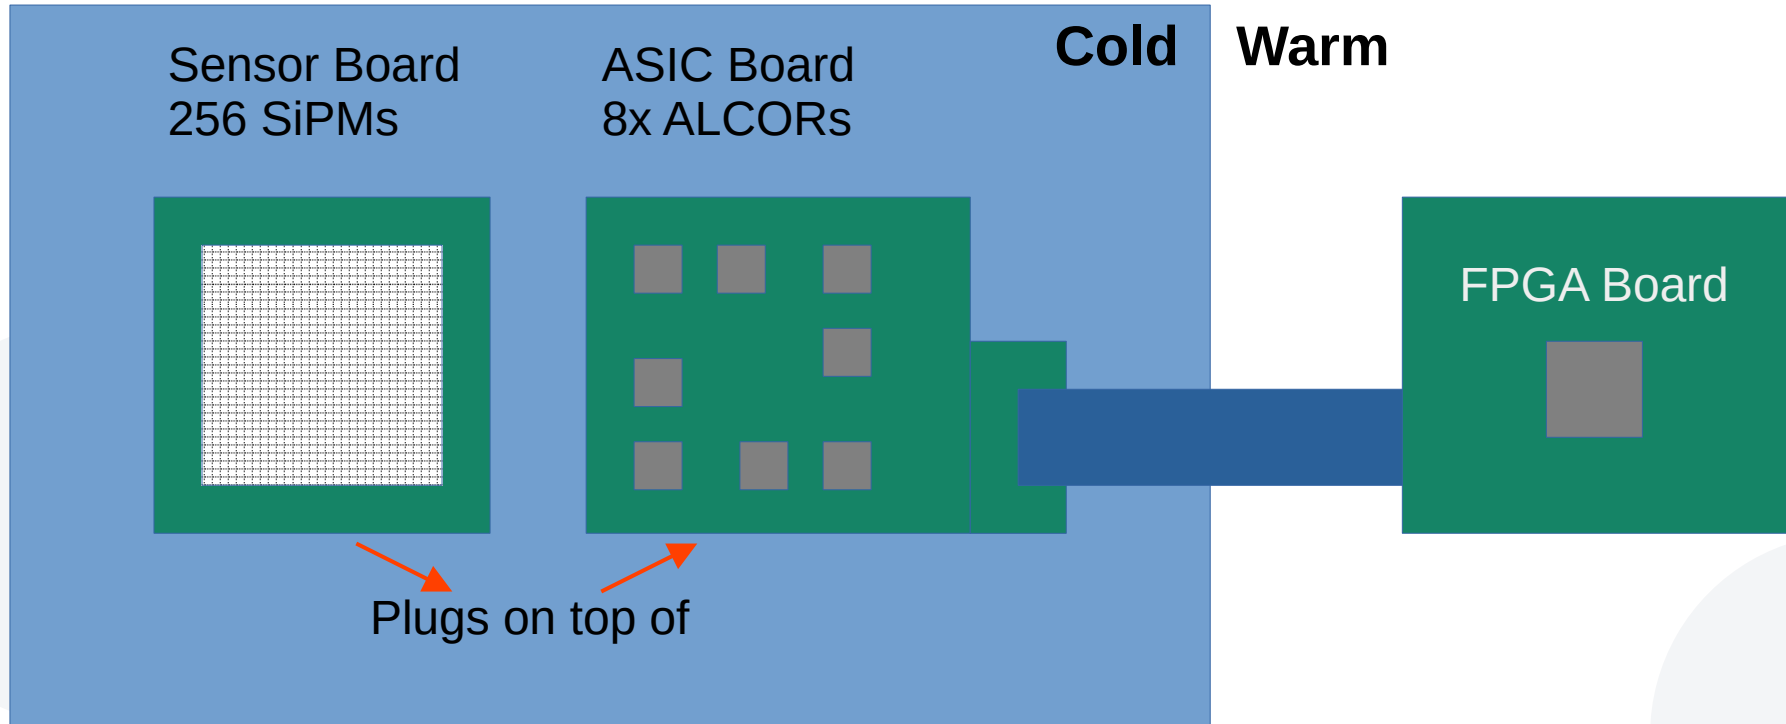 Sensor Board
256 SiPMs
ASIC Board
8x ALCORs
Cold
Warm
FPGA Board
Plugs on top of